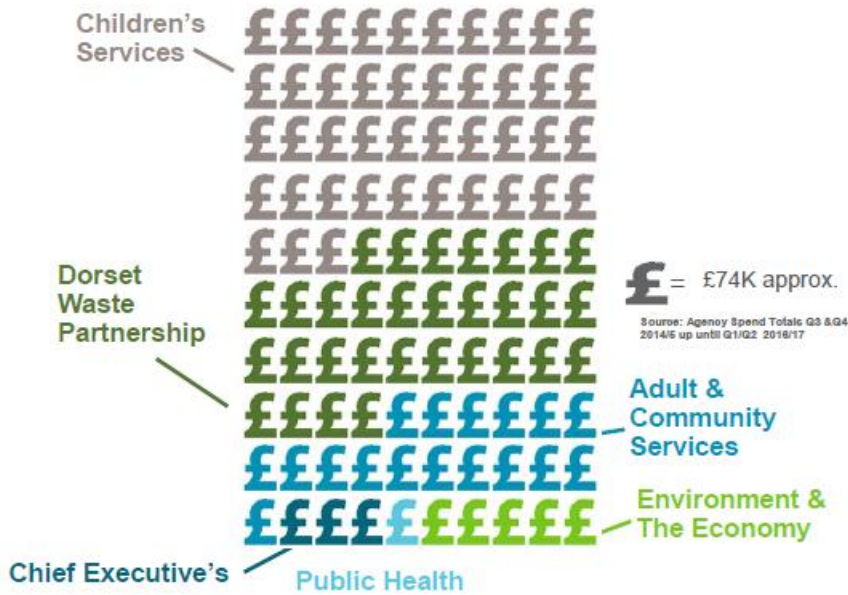 Children's
Services
££££££££££
££££££££££
££££££££££
££££££££££
££££££££££
££££££££££
££££££££££
££££££££££
££££££££££
££££££££££
Dorset
Waste
Partnership
£ = £74K approx.
Source: Agency Spend Totals Q3 &Q4
2014/5 up until Q1/Q2 2016/17
Adult &
Community
Services
Environment &
The Economy
Chief Executive's
Public Health